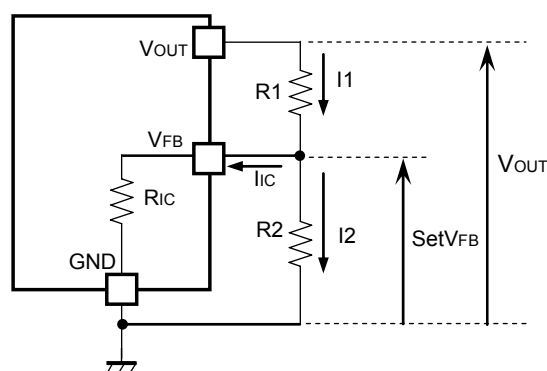 VOUT
R1
I1
VFB
IIC
VOUT
RIC
R2
I2
SetVFB
GND